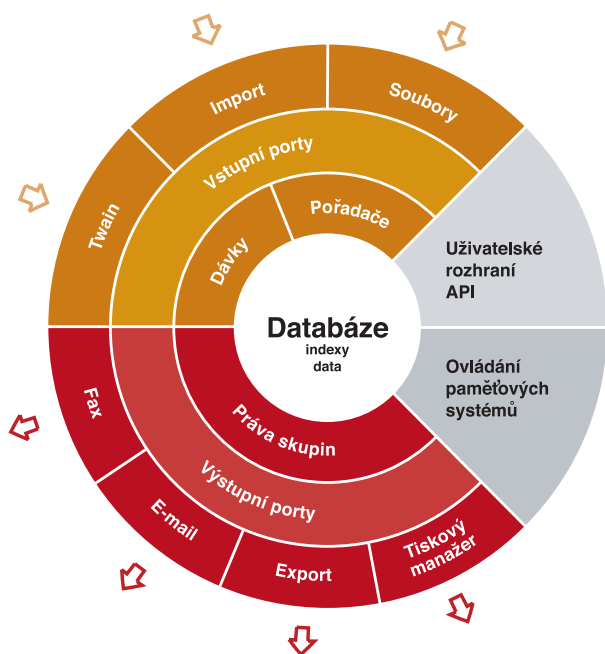 Import
Soubory
Twain
Vstupní porty
Dávky
Pořadače
Uživatelské
rozhraní
API
Databáze
indexy
data
Ovládání
paměťových
systémů
Práva skupin
Výstupní porty
Fax
E-mail
Export
Tiskový
manažer